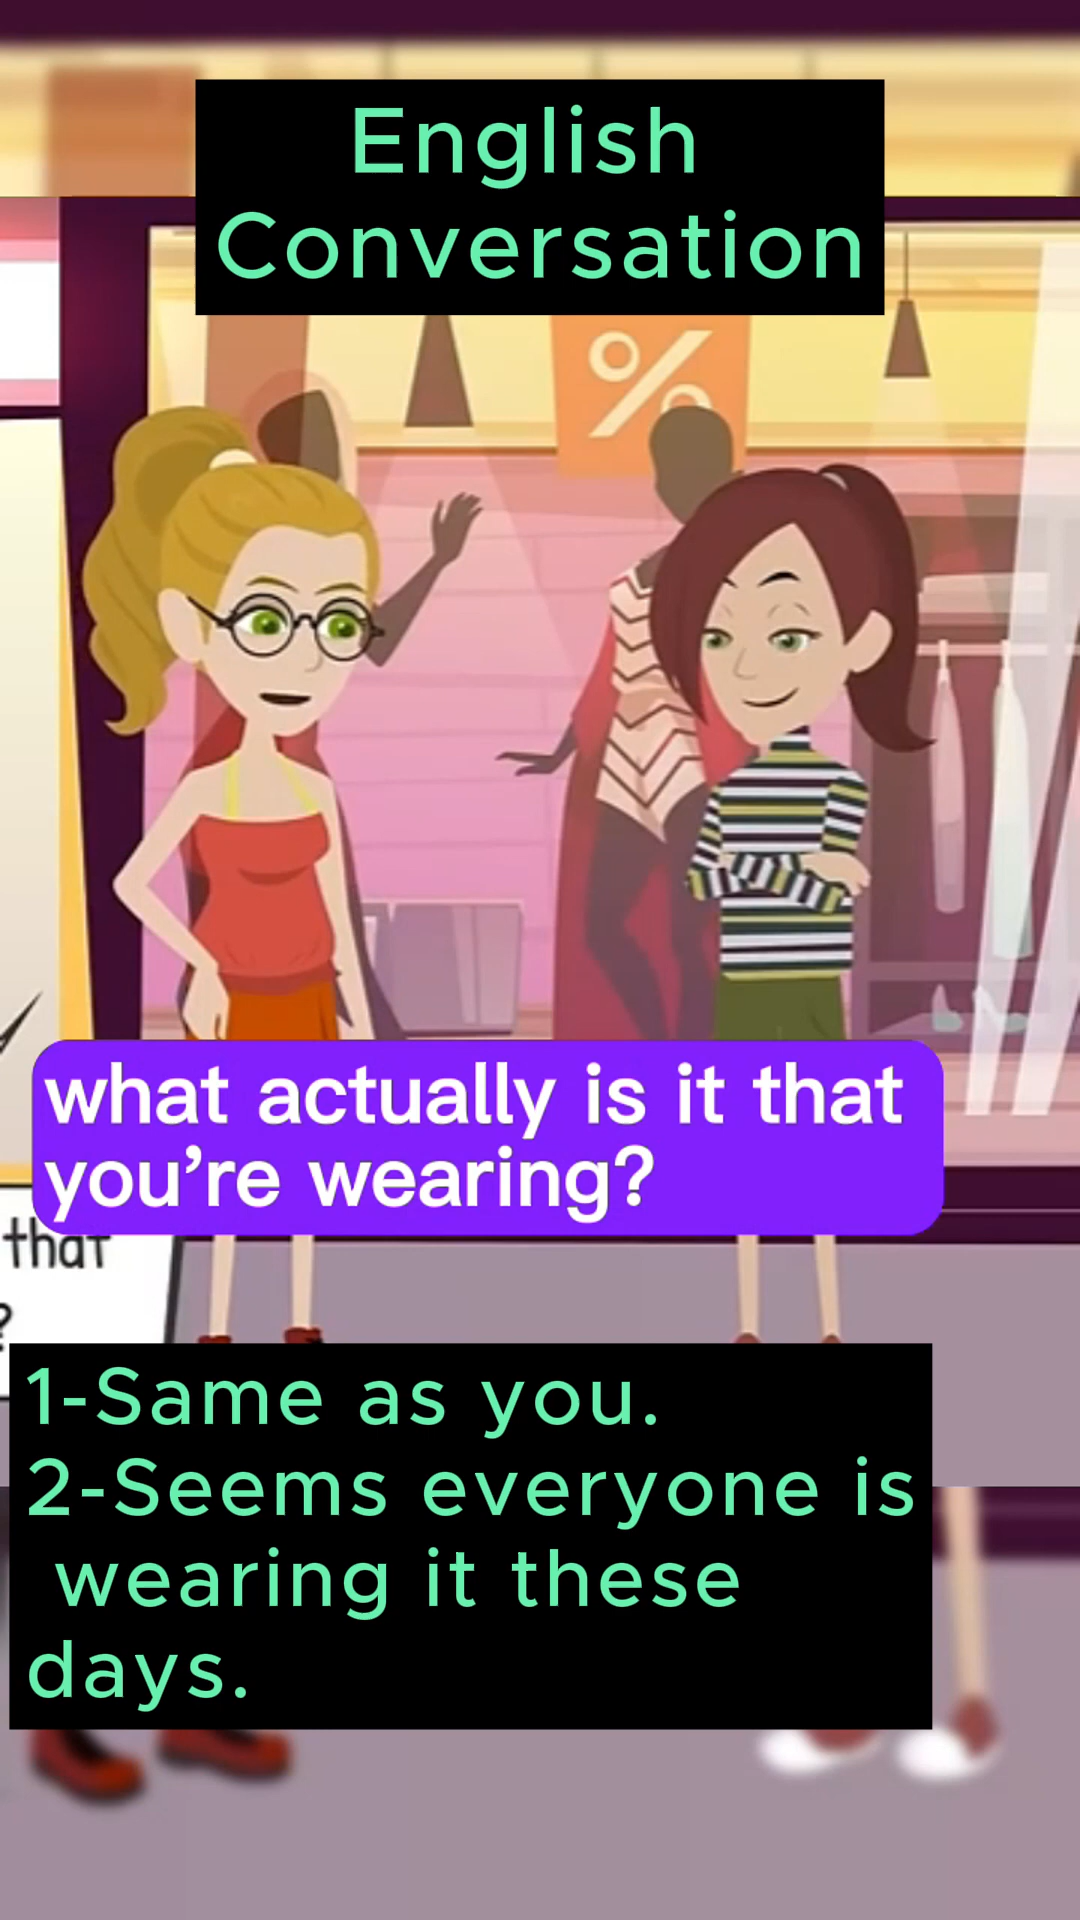 English
Conversation
%
what actually is it that
you’re wearing?
that
?
1-Same as you.
2-Seems everyone is
wearing it these
days.